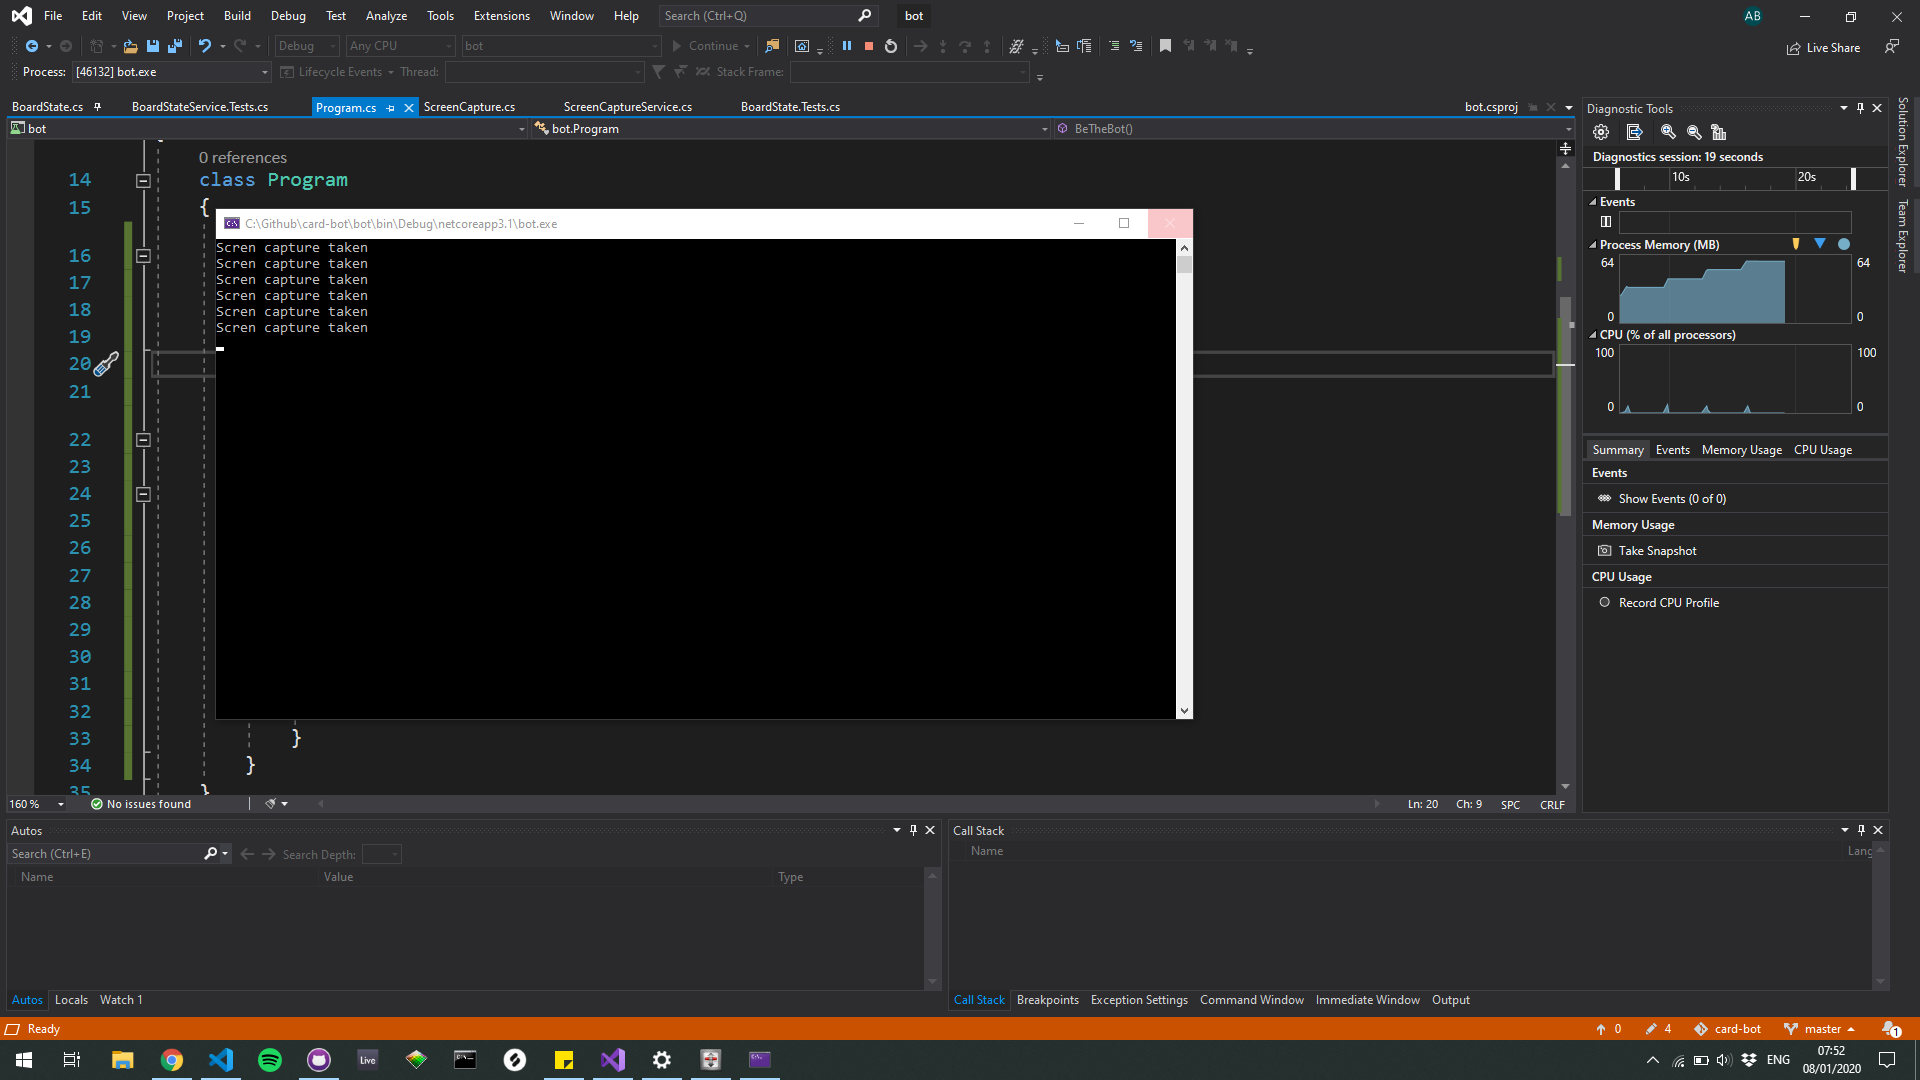 File Edit View Project Build Debug Test Analyze Tools Extensions Window Help Search (Ctrl+Q) bot AB
Debug Any CPU bot Continue Live Share
Process: [46132] bot.exe Lifecycle Events Thread: Stack Frame:
BoardState.cs BoardStateService.Tests.cs Program.cs ScreenCapture.cs ScreenCaptureService.cs BoardState.Tests.cs bot.csproj
bot bot.Program BeTheBot()
0 references
14 class Program
15 {
C:\Github\card-bot\bot\bin\Debug\netcoreapp3.1\bot.exe
Scren capture taken
Scren capture taken
Scren capture taken
Scren capture taken
Scren capture taken
Scren capture taken
16
17
18
19
20
21
22
23
24
25
26
27
28
29
30
31
32
33 }
34 }
35 }
160 % No issues found Ln: 20 Ch: 9 SPC CRLF
Diagnostic Tools
Diagnostics session: 19 seconds
10s 20s
Events
Process Memory (MB)
64 64
0 0
CPU (% of all processors)
100 100
0 0
Summary Events Memory Usage CPU Usage
Events
Show Events (0 of 0)
Memory Usage
Take Snapshot
CPU Usage
Record CPU Profile
Solution Explorer
Team Explorer
Autos
Search (Ctrl+E) Search Depth:
Name Value Type
Autos Locals Watch 1
Call Stack
Name Lang
Call Stack Breakpoints Exception Settings Command Window Immediate Window Output
Ready 0 4 card-bot master 1
Live ENG 07:52
08/01/2020